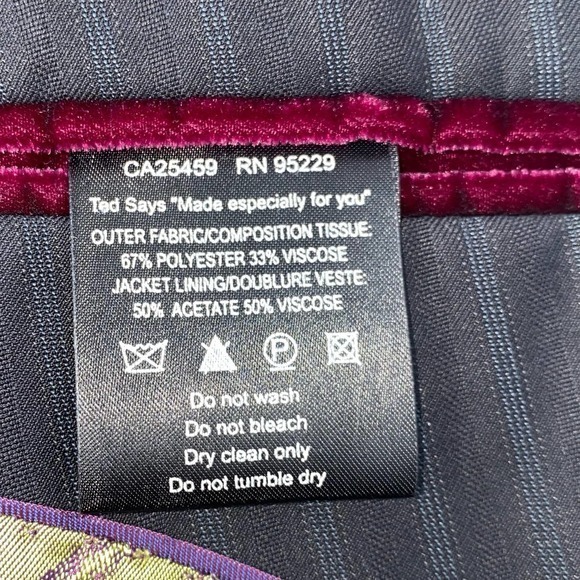 CA25459 RN 95229
Ted Says "Made especially for you"
OUTER FABRIC/COMPOSITION TISSUE:
67% POLYESTER 33% VISCOSE
JACKET LINING/DOUBLURE VESTE:
50% ACETATE 50% VISCOSE
P
Do not wash
Do not bleach
Dry clean only
Do not tumble dry